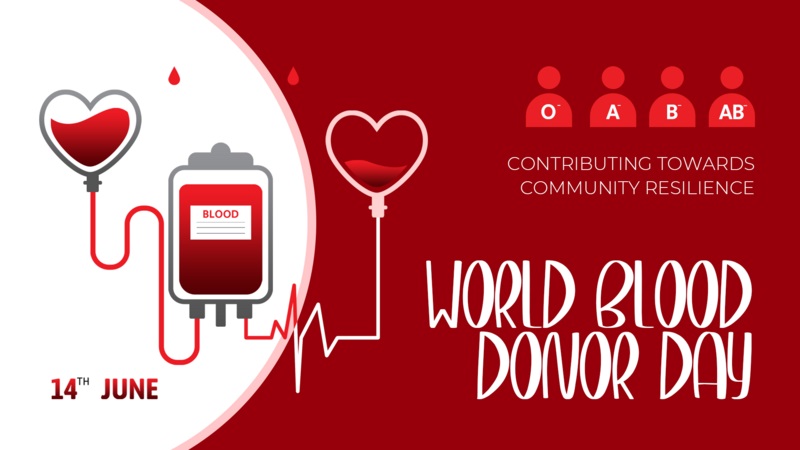 O-
A-
B-
AB-
CONTRIBUTING TOWARDS
COMMUNITY RESILIENCE
BLOOD
WORLD BLOOD
DONOR DAY
14TH JUNE